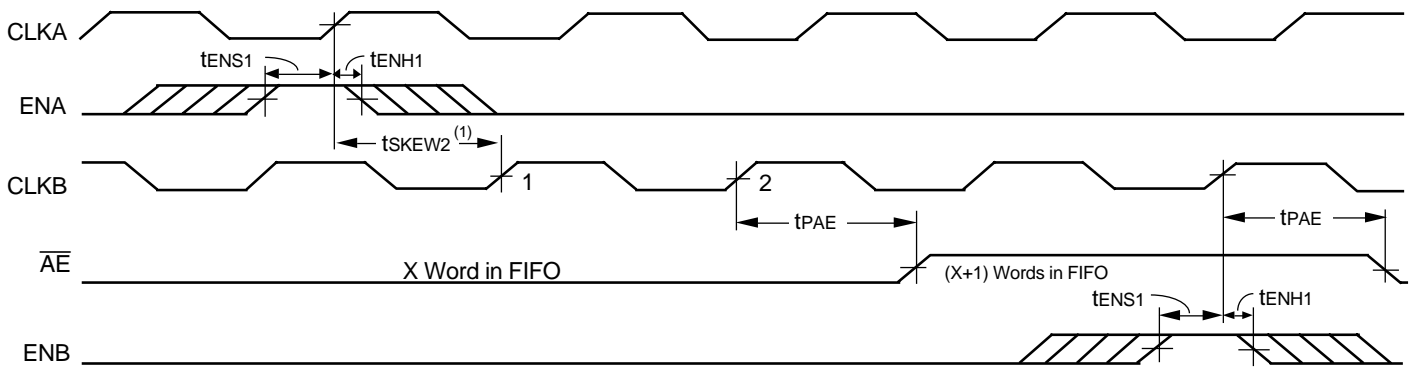 CLKA
tENS1 tENH1
ENA
tSKEW2 (1)
CLKB 1 2
tPAE tPAE
AE X Word in FIFO (X+1) Words in FIFO
tENS1 tENH1
ENB